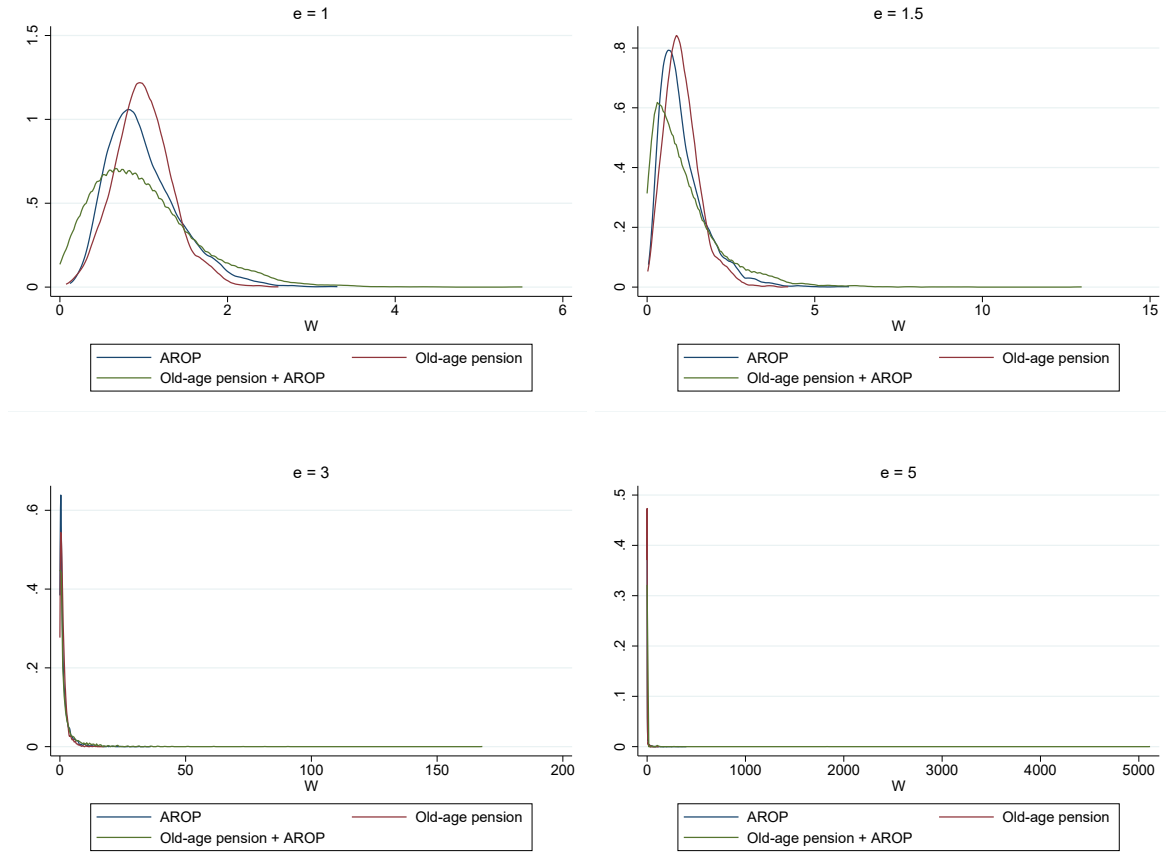 e = 1
1.5
1
.5
0
0 2 4 6
W
AROP Old-age pension
Old-age pension + AROP
e = 1.5
.8
.6
.4
.2
0
0 5 10 15
W
AROP Old-age pension
Old-age pension + AROP
e = 3
.6
.4
.2
0
0 50 100 150 200
W
AROP Old-age pension
Old-age pension + AROP
e = 5
.5
.4
.3
.2
.1
0
0 1000 2000 3000 4000 5000
W
AROP Old-age pension
Old-age pension + AROP